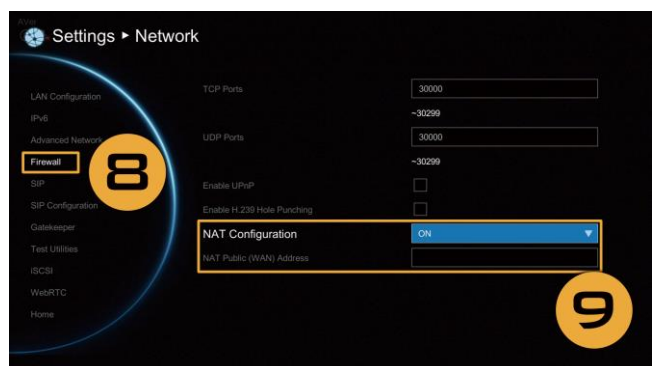 AVer
Settings ▸ Network
LAN Configuration
IPv6
Advanced Network
Firewall
SIP
SIP Configuration
Gatekeeper
Test Utilities
iSCSI
WebRTC
Home
8
TCP Ports 30000
~30299
UDP Ports 30000
~30299
Enable UPnP
Enable H.239 Hole Punching
NAT Configuration ON
NAT Public (WAN) Address
9